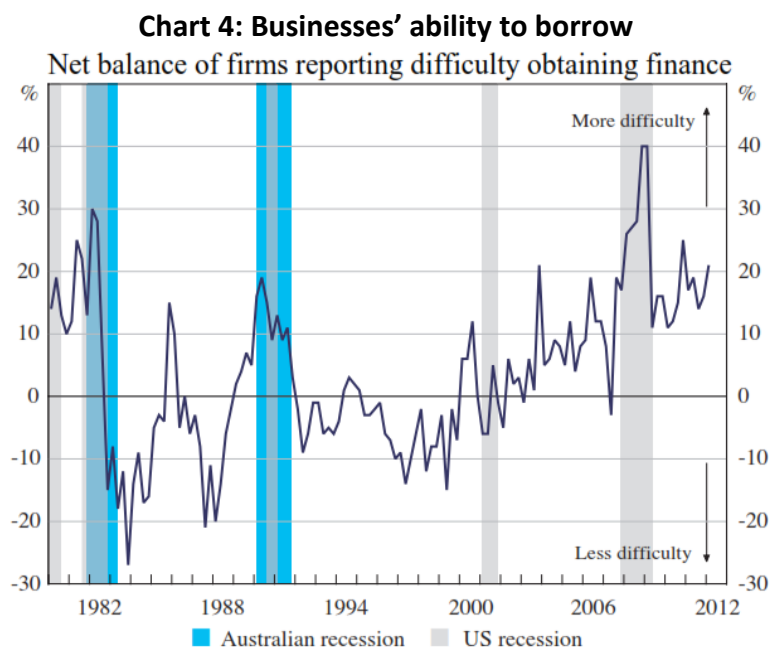 Chart 4: Businesses’ ability to borrow
Net balance of firms reporting difficulty obtaining finance
% %
More difficulty
40 40
30 30
20 20
10 10
0 0
-10 -10
-20 -20
Less difficulty
-30 -30
1982 1988 1994 2000 2006 2012
Australian recession US recession